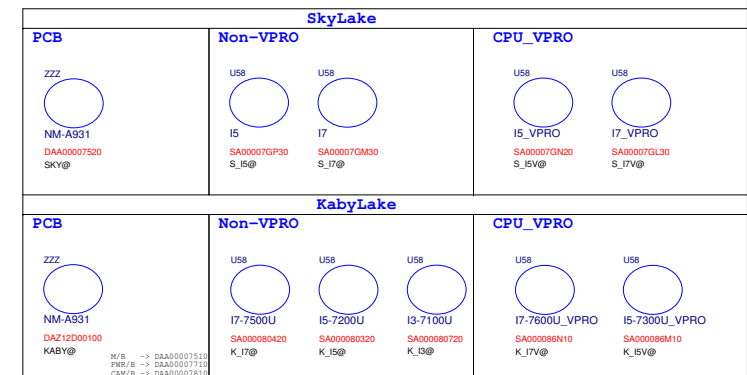 SkyLake
PCB Non-VPRO CPU_VPRO
ZZZ U58 U58 U58 U58
NM-A931 I5 I7 I5_VPRO I7_VPRO
DAA00007520 SA00007GP30 SA00007GM30 SA00007GN20 SA00007GL30
SKY@ S_I5@ S_I7@ S_I5V@ S_I7V@
KabyLake
PCB Non-VPRO CPU_VPRO
ZZZ U58 U58 U58 U58 U58
NM-A931 I7-7500U I5-7200U I3-7100U I7-7600U_VPRO I5-7300U_VPRO
DAZ12D00100 SA000080420 SA000080320 SA000080720 SA000086N10 SA000086M10
KABY@ K_I7@ K_I5@ K_I3@ K_I7V@ K_I5V@
M/B -> DAA00007510
PWR/B -> DAA00007710
CAM/B -> DAA00007810